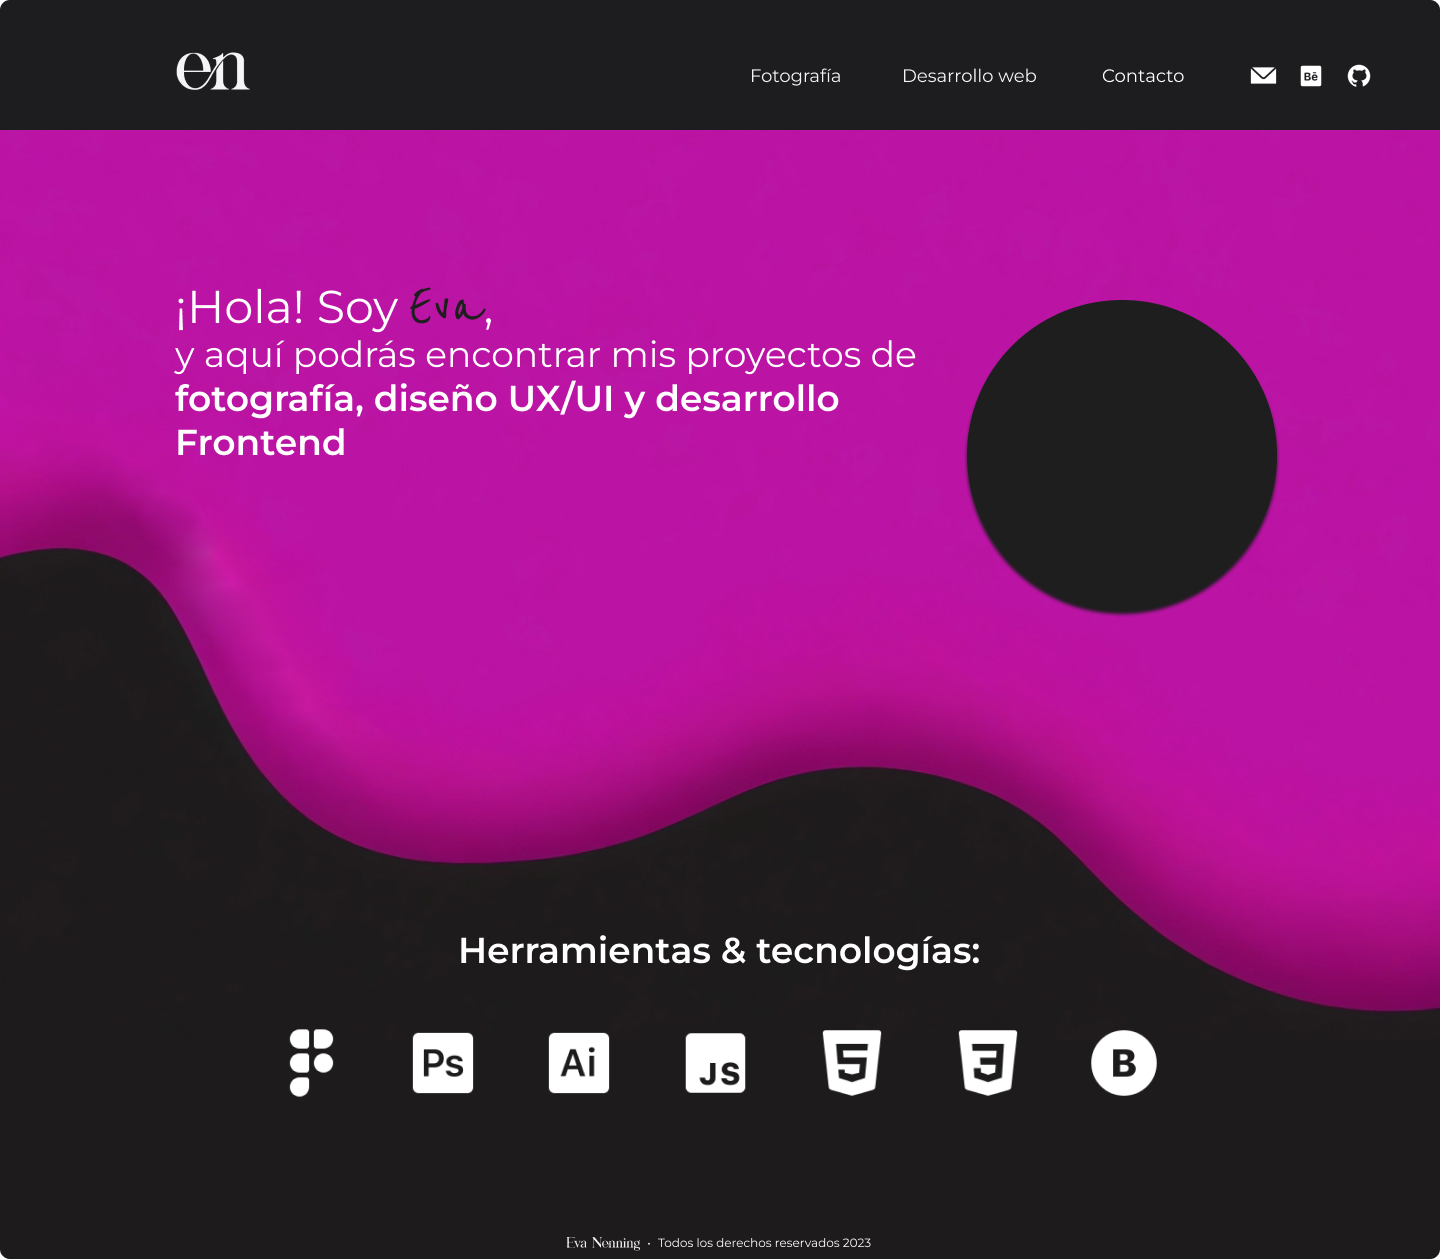 en
Fotografía Desarrollo web Contacto Bē
¡Hola! Soy Eva,
y aquí podrás encontrar mis proyectos de
fotografía, diseño UX/UI y desarrollo
Frontend
Herramientas & tecnologías:
Ps Ai JS 5 3 B
Eva Nenning · Todos los derechos reservados 2023